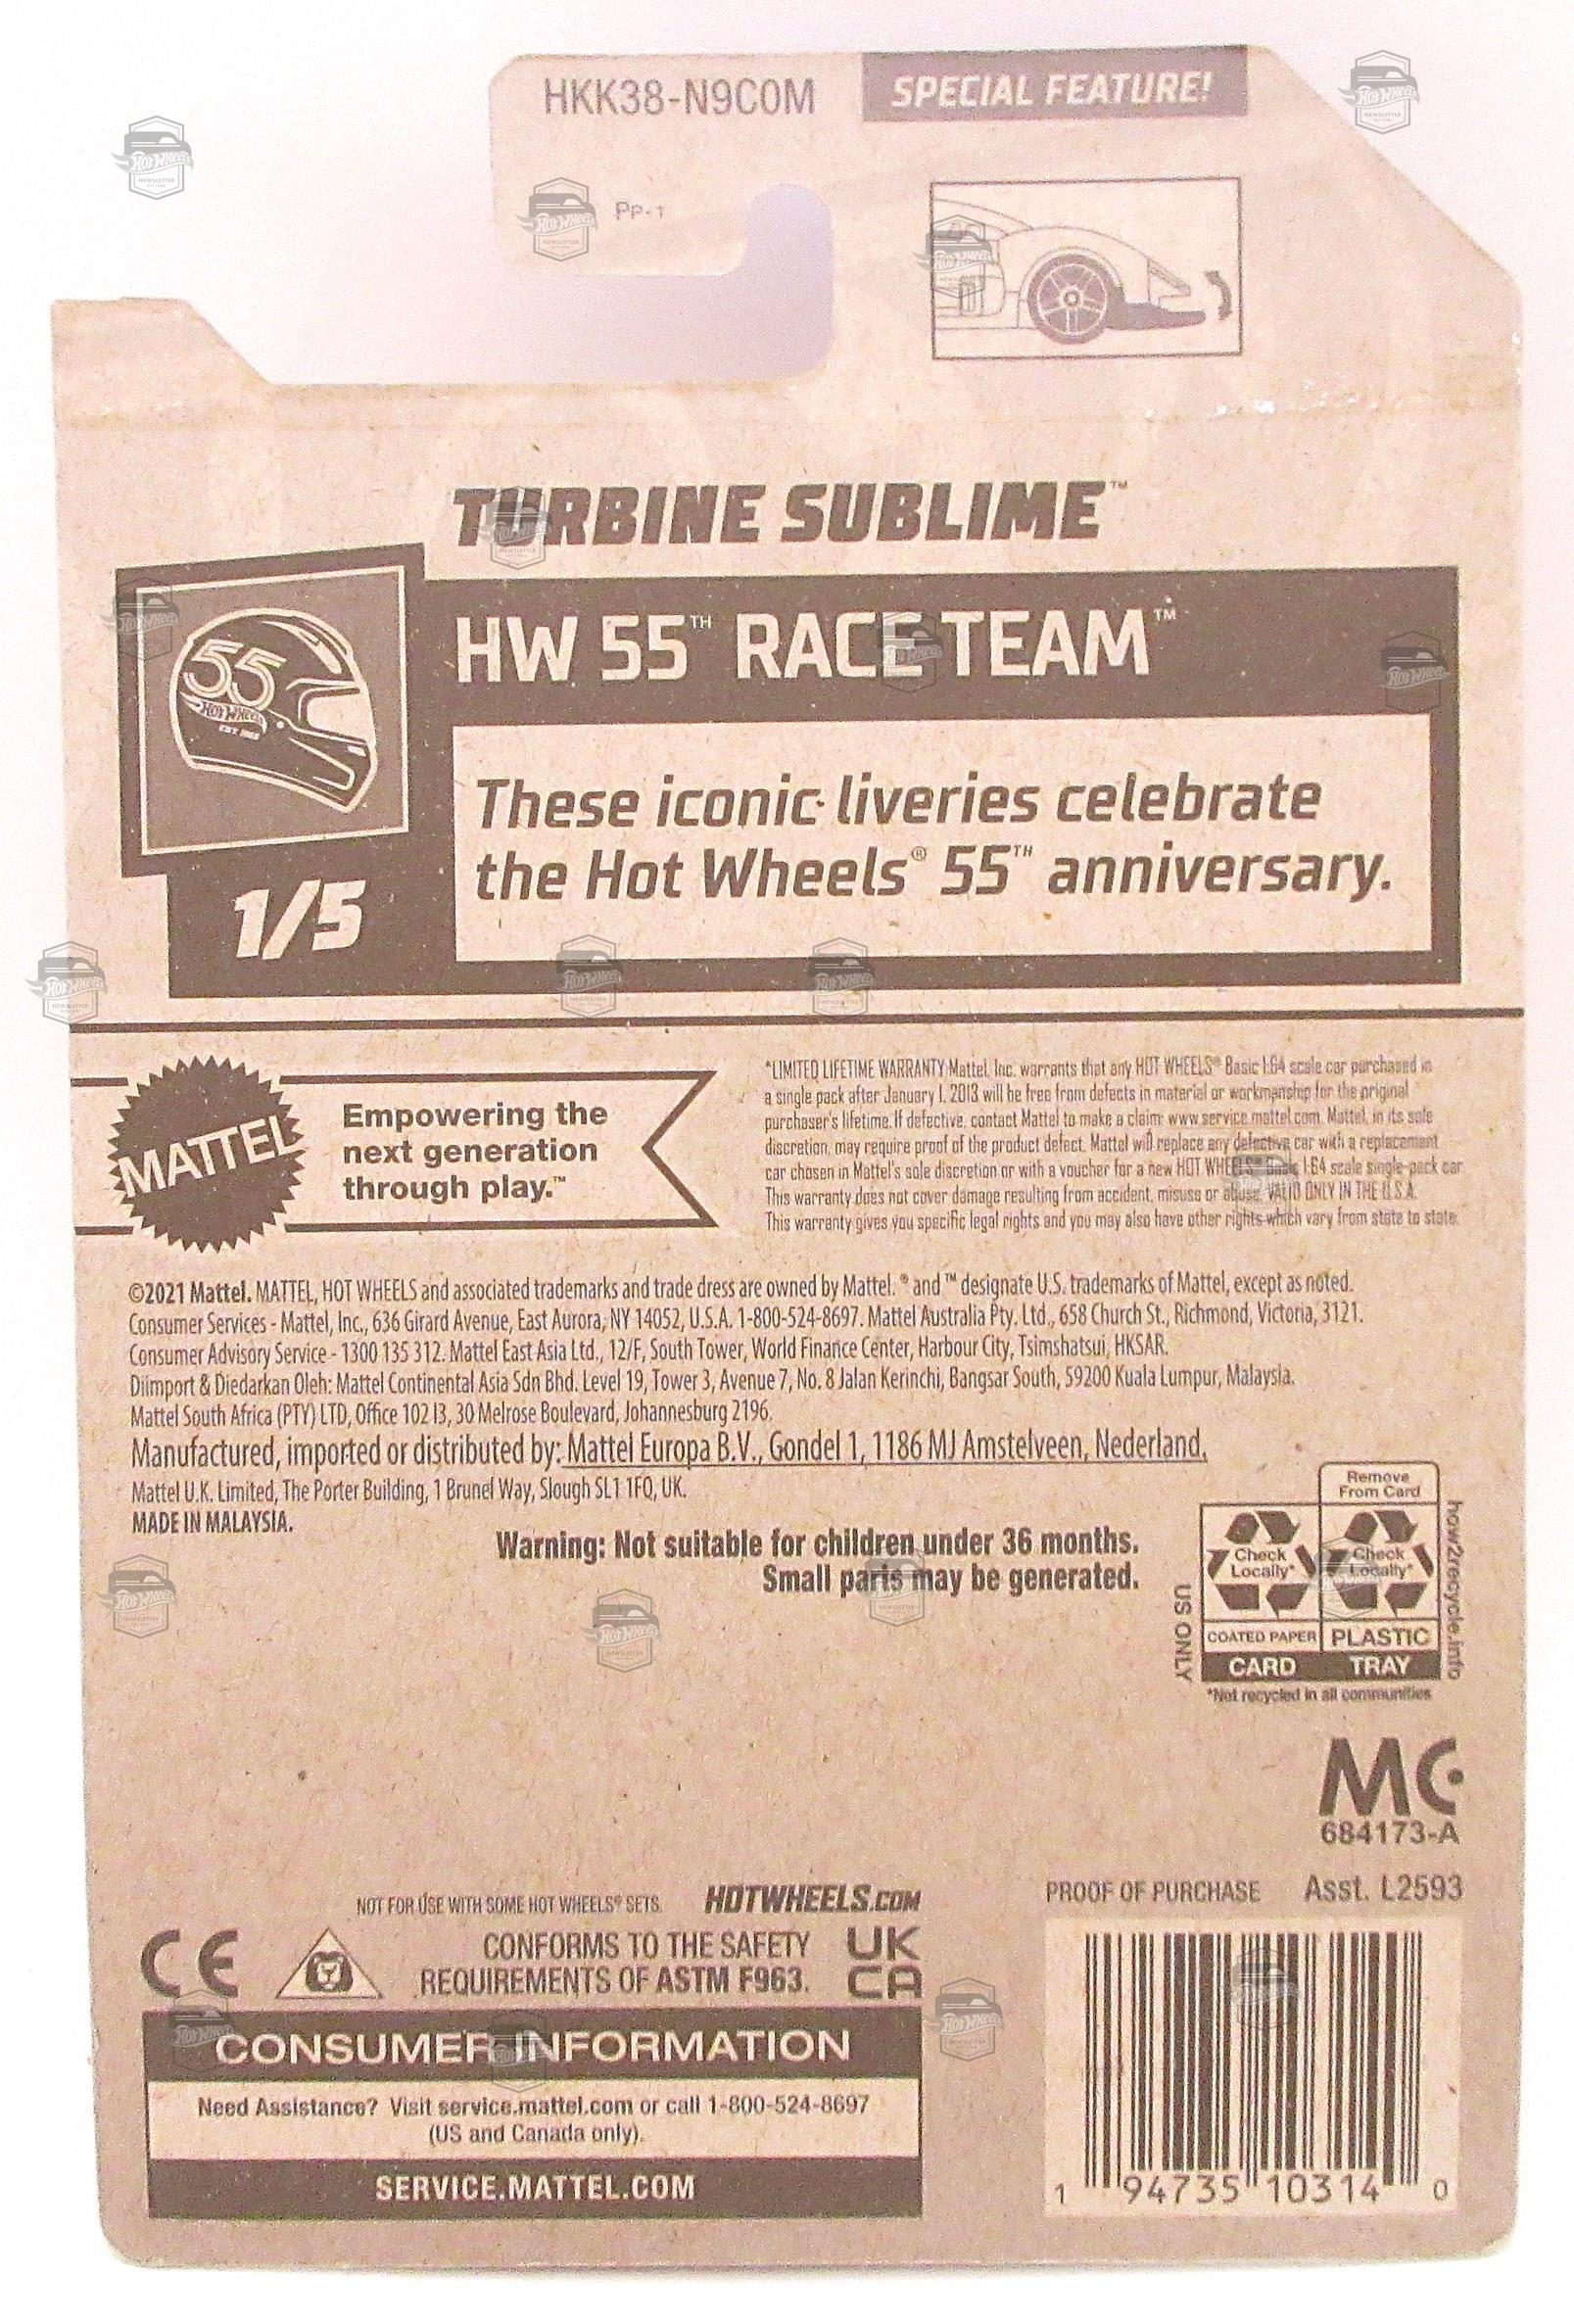 HKK38-N9C0M
SPECIAL FEATURE!
PP-1
TURBINE SUBLIME™
HW 55TH RACE TEAM™
55
HOT WHEELS
EST. 1968
1/5
These iconic liveries celebrate
the Hot Wheels® 55TH anniversary.
MATTEL
Empowering the
next generation
through play.™
*LIMITED LIFETIME WARRANTY: Mattel, Inc. warrants that any HOT WHEELS® Basic 1:64 scale car purchased in
a single pack after January 1, 2013 will be free from defects in material or workmanship for the original
purchaser's lifetime. If defective, contact Mattel to make a claim: www.service.mattel.com. Mattel, in its sole
discretion, may require proof of the product defect. Mattel will replace any defective car with a replacement
car chosen in Mattel's sole discretion or with a voucher for a new HOT WHEELS® Basic 1:64 scale single-pack car.
This warranty does not cover damage resulting from accident, misuse or abuse. VALID ONLY IN THE U.S.A.
This warranty gives you specific legal rights and you may also have other rights which vary from state to state.
©2021 Mattel. MATTEL, HOT WHEELS and associated trademarks and trade dress are owned by Mattel. ® and ™ designate U.S. trademarks of Mattel, except as noted.
Consumer Services - Mattel, Inc., 636 Girard Avenue, East Aurora, NY 14052, U.S.A. 1-800-524-8697. Mattel Australia Pty. Ltd., 658 Church St., Richmond, Victoria, 3121.
Consumer Advisory Service - 1300 135 312. Mattel East Asia Ltd., 12/F, South Tower, World Finance Center, Harbour City, Tsimshatsui, HKSAR.
Diimport & Diedarkan Oleh: Mattel Continental Asia Sdn Bhd. Level 19, Tower 3, Avenue 7, No. 8 Jalan Kerinchi, Bangsar South, 59200 Kuala Lumpur, Malaysia.
Mattel South Africa (PTY) LTD, Office 102 I3, 30 Melrose Boulevard, Johannesburg 2196.
Manufactured, imported or distributed by: Mattel Europa B.V., Gondel 1, 1186 MJ Amstelveen, Nederland.
Mattel U.K. Limited, The Porter Building, 1 Brunel Way, Slough SL1 1FQ, UK.
MADE IN MALAYSIA.
Warning: Not suitable for children under 36 months.
Small parts may be generated.
Remove
From Card
Check
Locally*
Check
Locally*
COATED PAPER
PLASTIC
CARD
TRAY
US ONLY
how2recycle.info
*Not recycled in all communities
MC
684173-A
NOT FOR USE WITH SOME HOT WHEELS® SETS.
HOTWHEELS.COM
PROOF OF PURCHASE
Asst. L2593
CE
CONFORMS TO THE SAFETY
REQUIREMENTS OF ASTM F963.
UK
CA
CONSUMER INFORMATION
Need Assistance? Visit service.mattel.com or call 1-800-524-8697
(US and Canada only).
SERVICE.MATTEL.COM
1 94735 10314 0